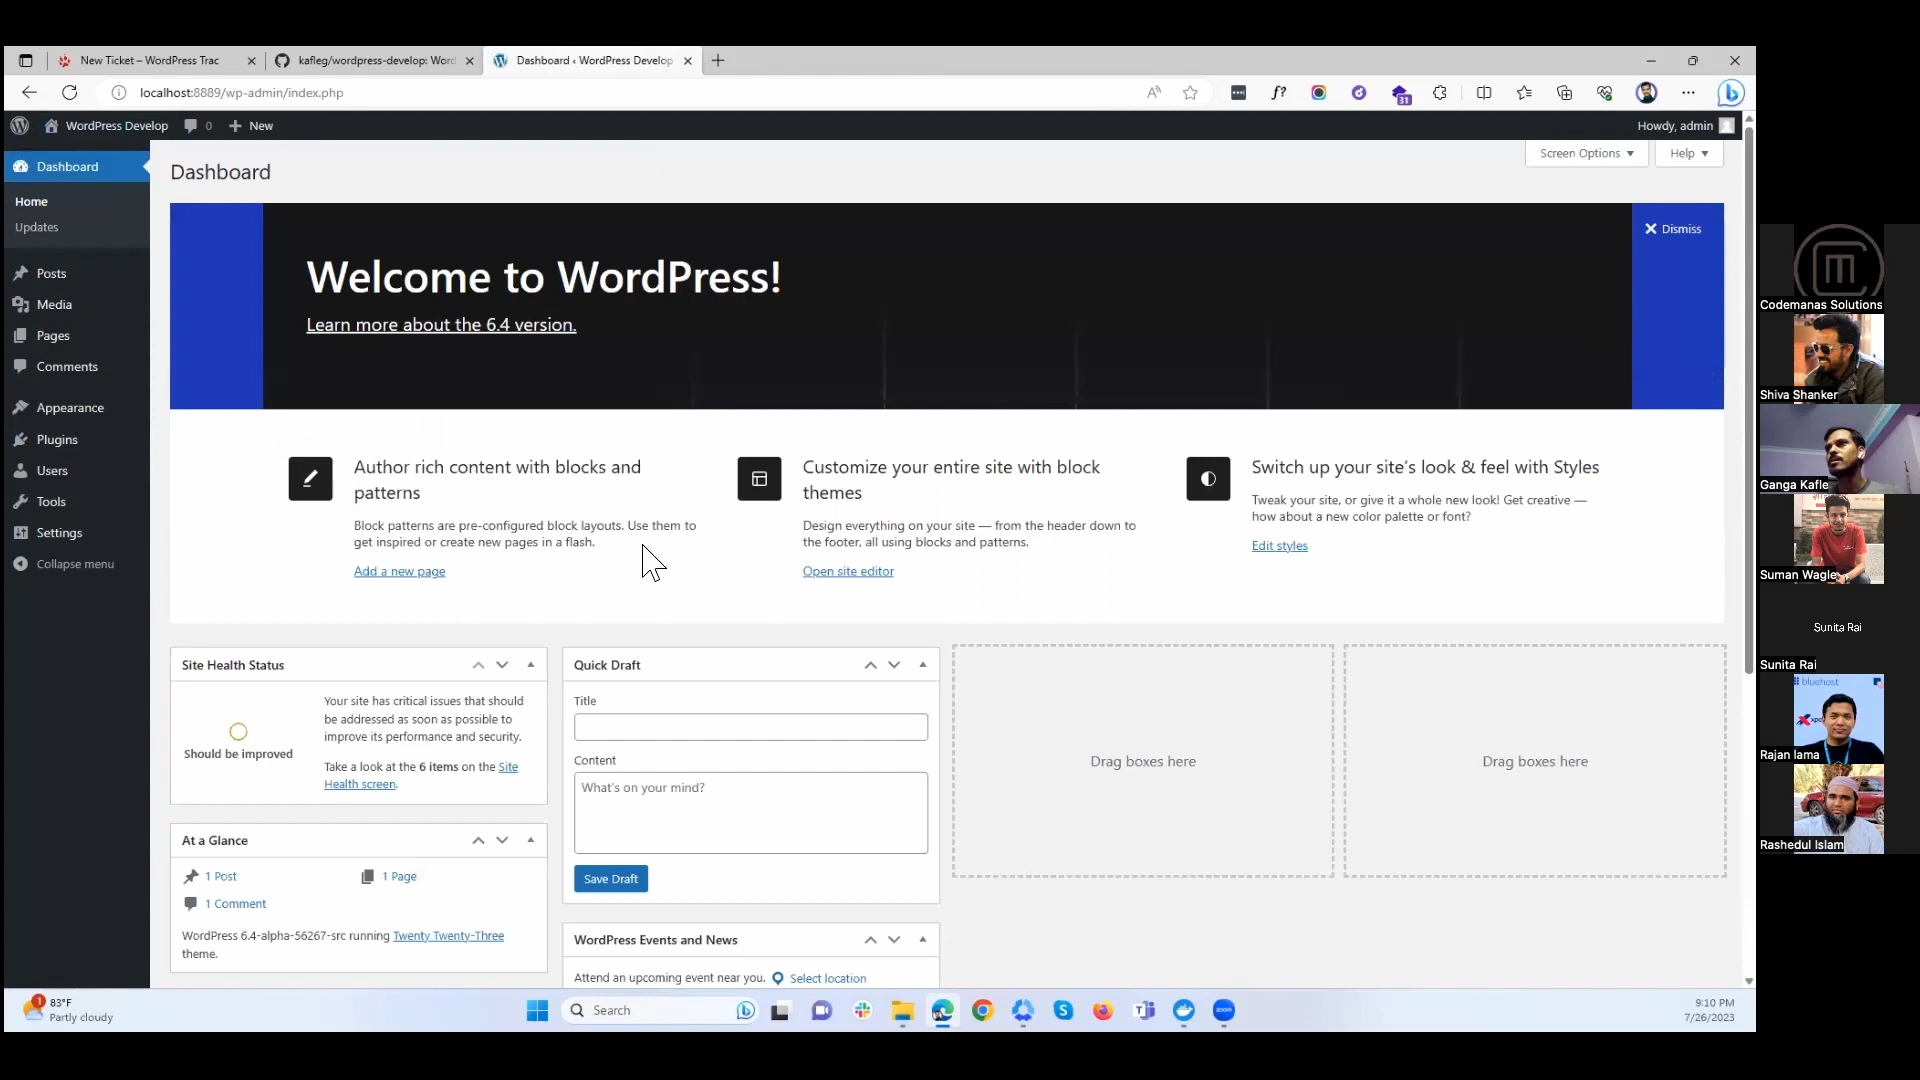 New Ticket – WordPress Trac
kafleg/wordpress-develop: Word
Dashboard ‹ WordPress Develop
localhost:8889/wp-admin/index.php
31
WordPress Develop
0
New
Howdy, admin
Dashboard
Home
Updates
Posts
Media
Pages
Comments
Appearance
Plugins
Users
Tools
Settings
Collapse menu
Dashboard
Screen Options
Help
Dismiss
Welcome to WordPress!
Learn more about the 6.4 version.
Author rich content with blocks and
patterns
Block patterns are pre-configured block layouts. Use them to
get inspired or create new pages in a flash.
Add a new page
Customize your entire site with block
themes
Design everything on your site — from the header down to
the footer, all using blocks and patterns.
Open site editor
Switch up your site's look & feel with Styles
Tweak your site, or give it a whole new look! Get creative —
how about a new color palette or font?
Edit styles
Site Health Status
Should be improved
Your site has critical issues that should
be addressed as soon as possible to
improve its performance and security.
Take a look at the 6 items on the Site
Health screen.
At a Glance
1 Post
1 Page
1 Comment
WordPress 6.4-alpha-56267-src running Twenty Twenty-Three
theme.
Quick Draft
Title
Content
What's on your mind?
Save Draft
WordPress Events and News
Attend an upcoming event near you. Select location
Drag boxes here
Drag boxes here
1
83°F
Partly cloudy
Search
zoom
9:10 PM
7/26/2023
Codemanas Solutions
Shiva Shanker
Ganga Kafle
Suman Wagle
Sunita Rai
Sunita Rai
bluehost
Rajan lama
Rashedul Islam